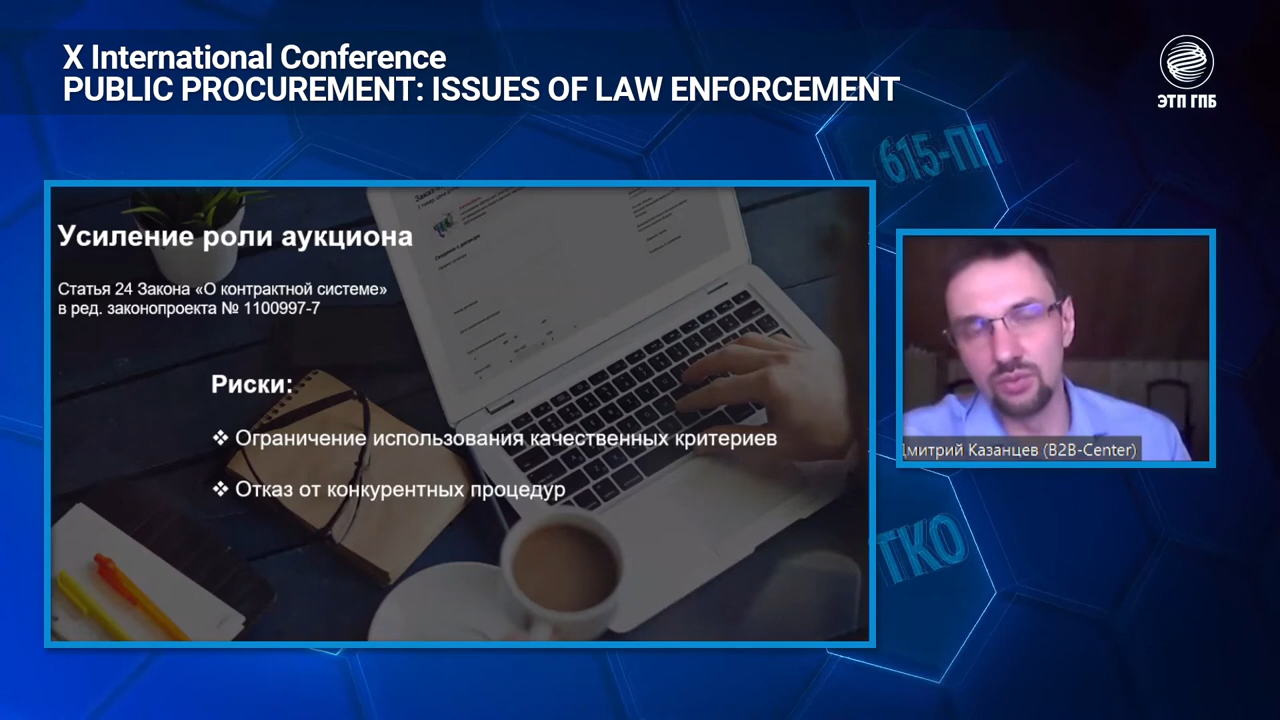 X International Conference
PUBLIC PROCUREMENT: ISSUES OF LAW ENFORCEMENT
ЭТП ГПБ
615-ПП
Усиление роли аукциона
Статья 24 Закона «О контрактной системе»
в ред. законопроекта № 1100997-7
Риски:
❖ Ограничение использования качественных критериев
❖ Отказ от конкурентных процедур
Дмитрий Казанцев (B2B-Center)
ТКО